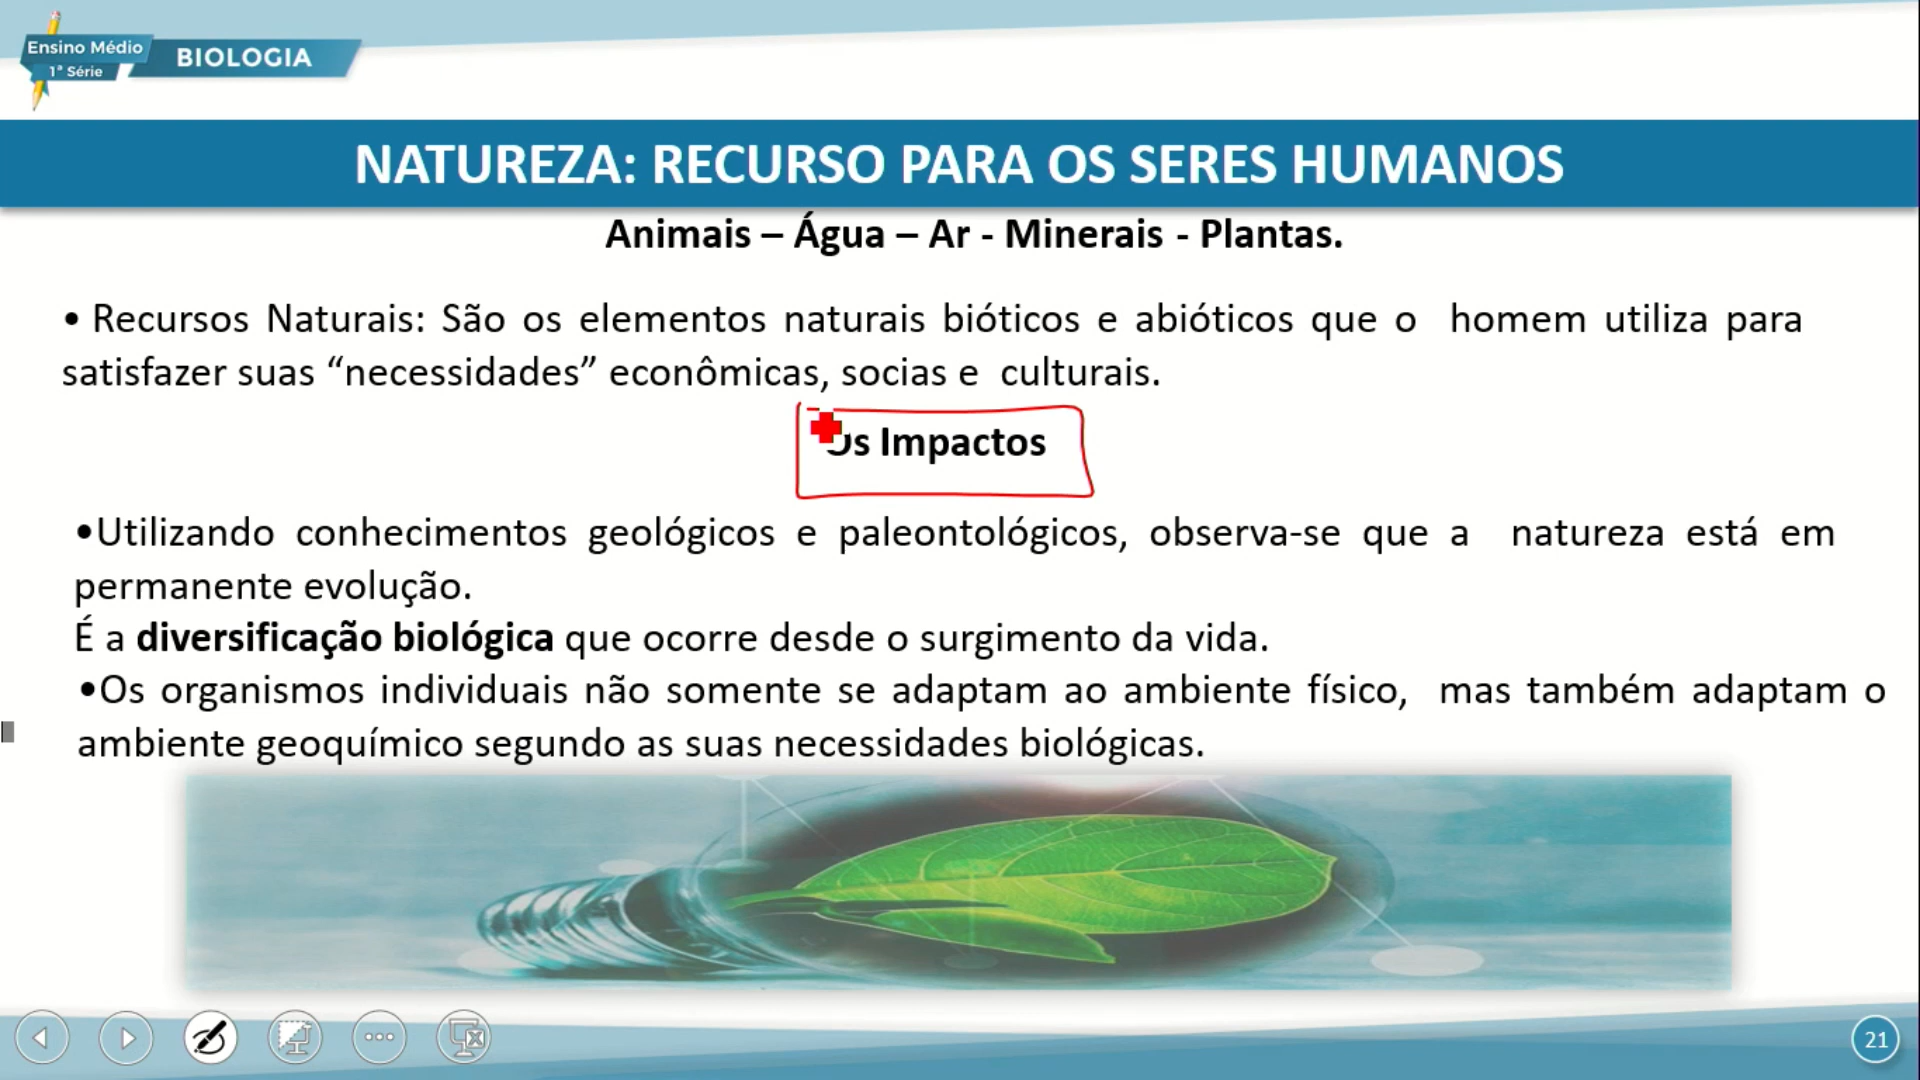 Ensino Médio
1ª Série
BIOLOGIA
NATUREZA: RECURSO PARA OS SERES HUMANOS
Animais – Água – Ar - Minerais - Plantas.
• Recursos Naturais: São os elementos naturais bióticos e abióticos que o homem utiliza para
satisfazer suas “necessidades” econômicas, socias e culturais.
Os Impactos
•Utilizando conhecimentos geológicos e paleontológicos, observa-se que a natureza está em
permanente evolução.
É a diversificação biológica que ocorre desde o surgimento da vida.
•Os organismos individuais não somente se adaptam ao ambiente físico, mas também adaptam o
ambiente geoquímico segundo as suas necessidades biológicas.
21